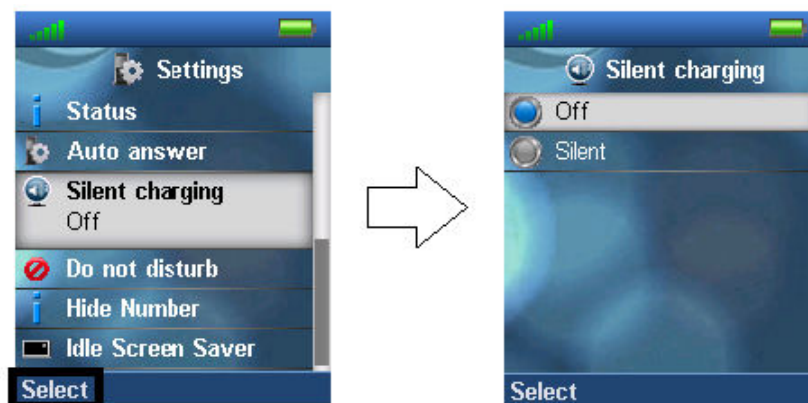 Settings
Status
Auto answer
Silent charging
Off
Do not disturb
Hide Number
Idle Screen Saver
Select
Silent charging
Off
Silent
Select